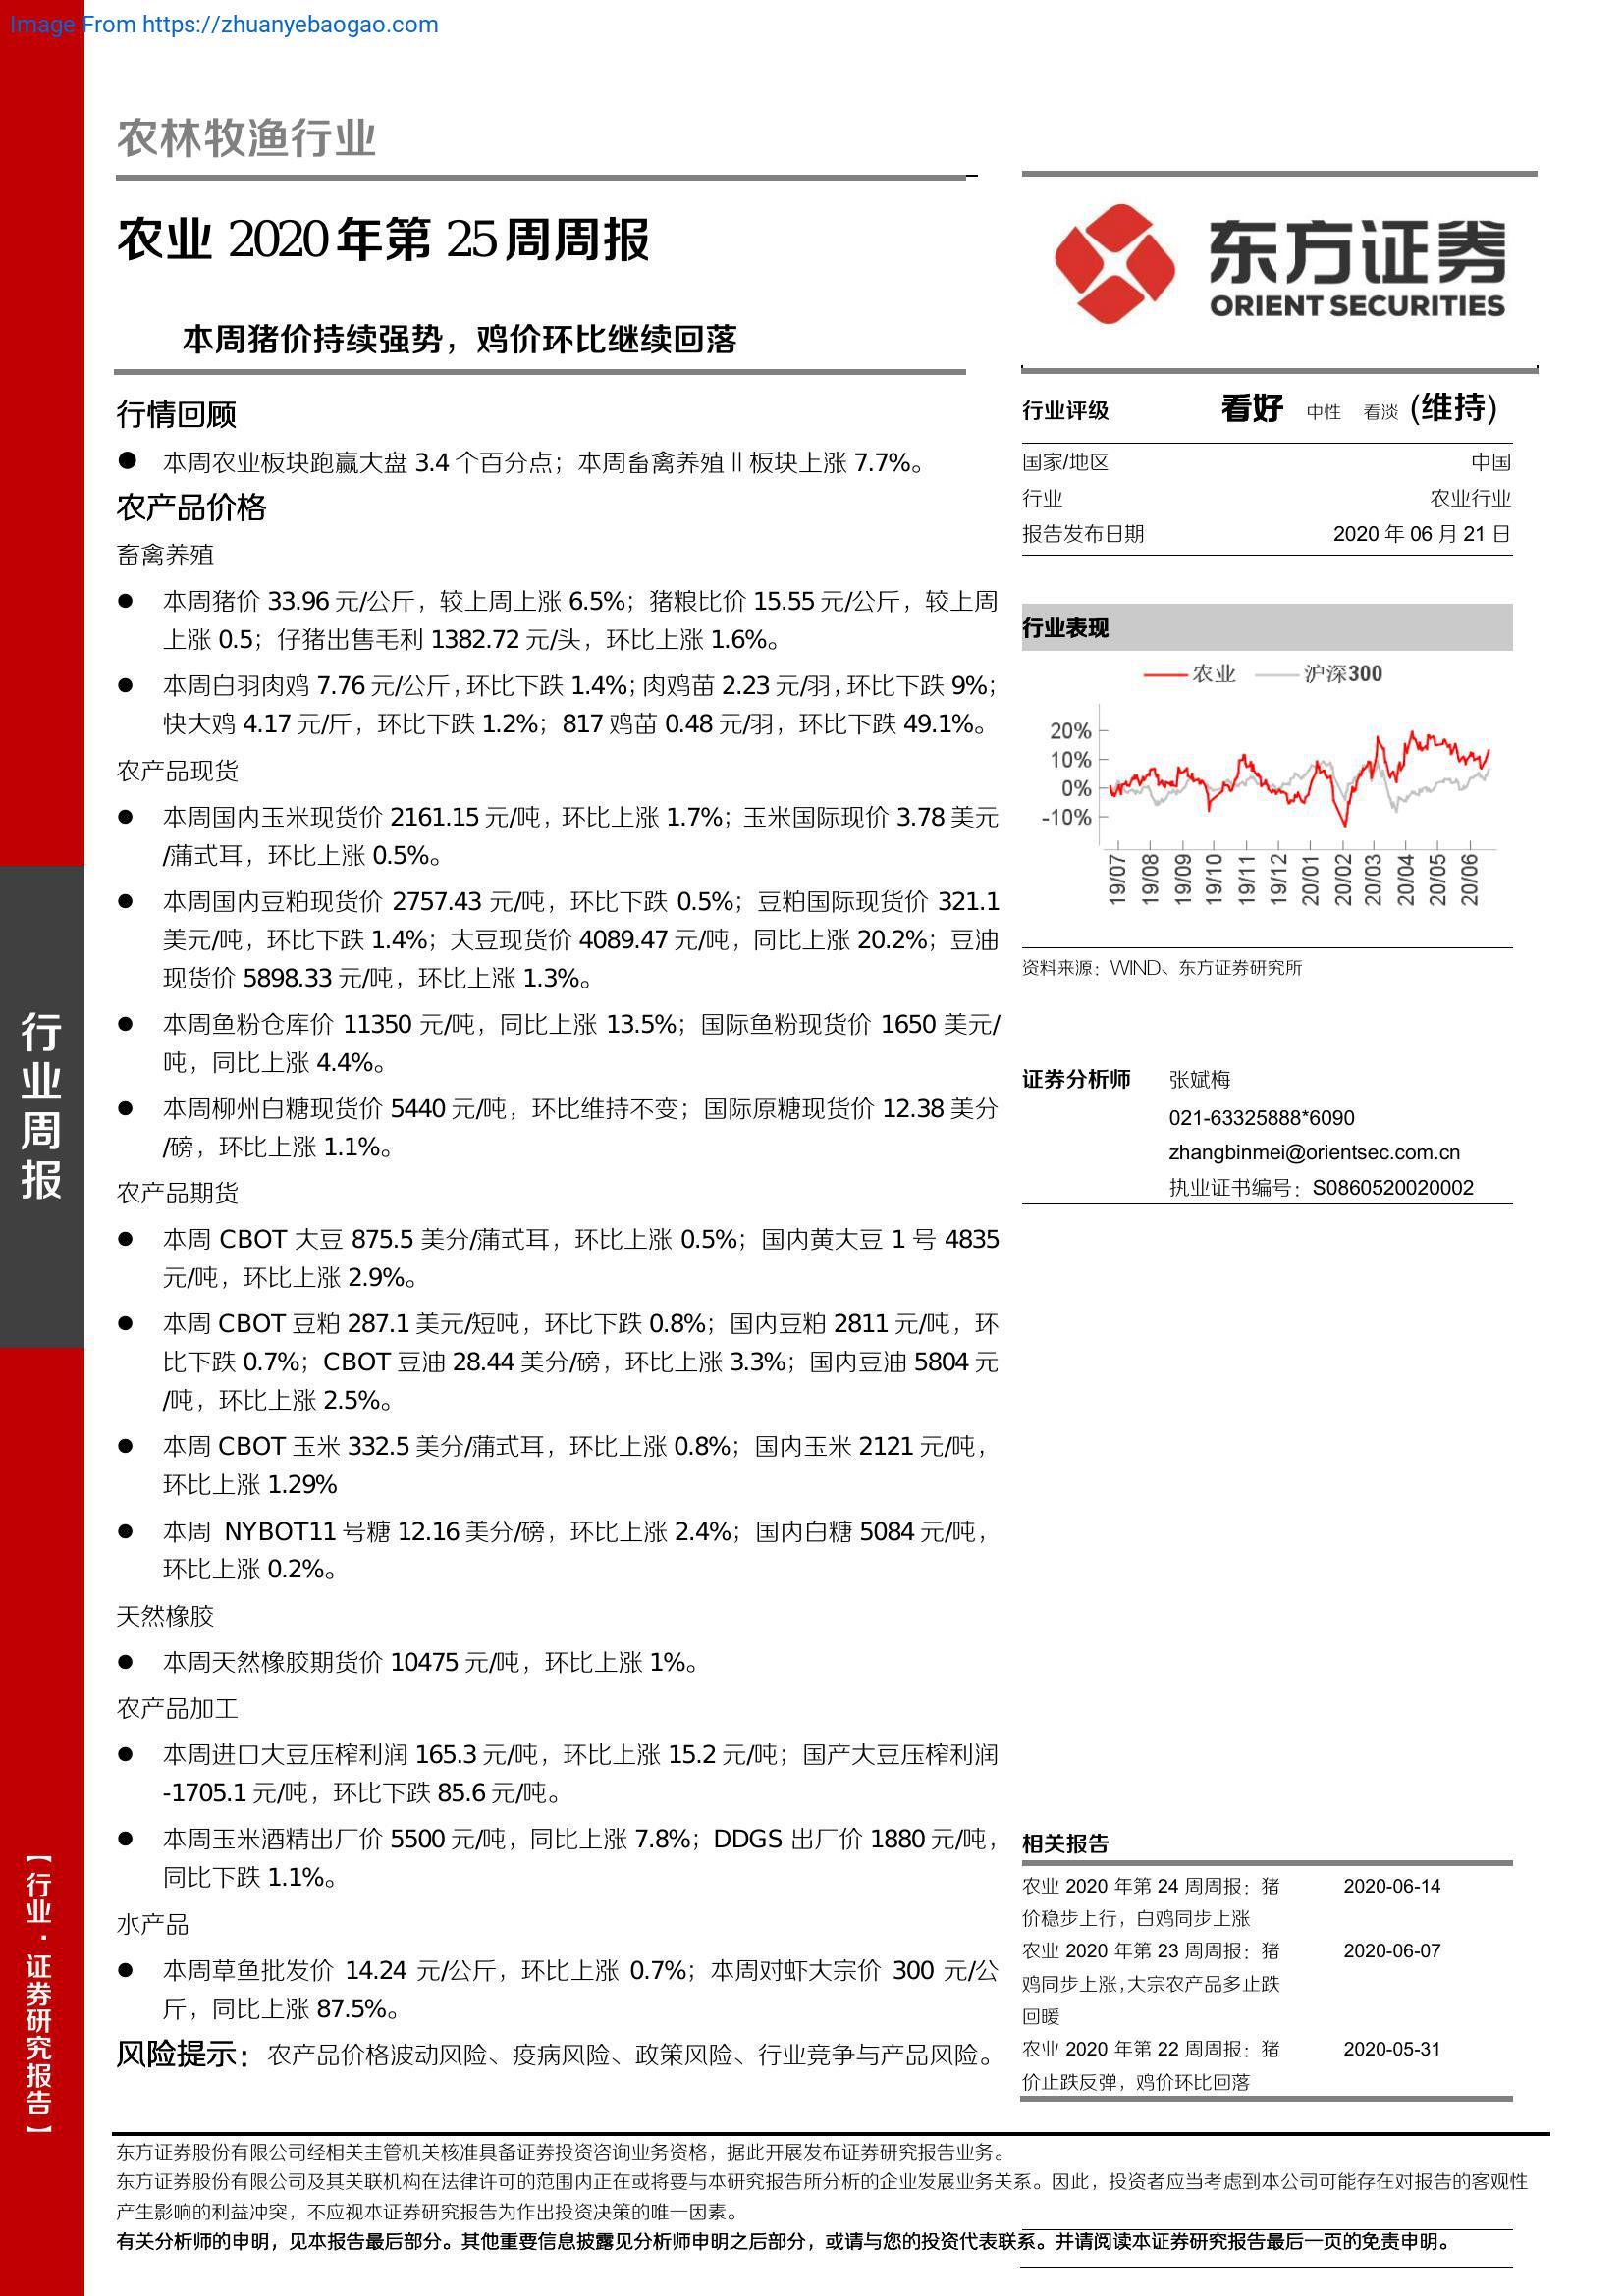 Image From https://zhuanyebaogao.com
农林牧渔行业
农业 2020 年第 25 周周报
本周猪价持续强势，鸡价环比继续回落
东方证券
ORIENT SECURITIES
行情回顾
● 本周农业板块跑赢大盘 3.4 个百分点；本周畜禽养殖Ⅱ板块上涨 7.7%。
农产品价格
畜禽养殖
● 本周猪价 33.96 元/公斤，较上周上涨 6.5%；猪粮比价 15.55 元/公斤，较上周
上涨 0.5；仔猪出售毛利 1382.72 元/头，环比上涨 1.6%。
● 本周白羽肉鸡 7.76 元/公斤，环比下跌 1.4%；肉鸡苗 2.23 元/羽，环比下跌 9%；
快大鸡 4.17 元/斤，环比下跌 1.2%；817 鸡苗 0.48 元/羽，环比下跌 49.1%。
农产品现货
● 本周国内玉米现货价 2161.15 元/吨，环比上涨 1.7%；玉米国际现价 3.78 美元
/蒲式耳，环比上涨 0.5%。
● 本周国内豆粕现货价 2757.43 元/吨，环比下跌 0.5%；豆粕国际现货价 321.1
美元/吨，环比下跌 1.4%；大豆现货价 4089.47 元/吨，同比上涨 20.2%；豆油
现货价 5898.33 元/吨，环比上涨 1.3%。
● 本周鱼粉仓库价 11350 元/吨，同比上涨 13.5%；国际鱼粉现货价 1650 美元/
吨，同比上涨 4.4%。
● 本周柳州白糖现货价 5440 元/吨，环比维持不变；国际原糖现货价 12.38 美分
/磅，环比上涨 1.1%。
农产品期货
● 本周 CBOT 大豆 875.5 美分/蒲式耳，环比上涨 0.5%；国内黄大豆 1 号 4835
元/吨，环比上涨 2.9%。
● 本周 CBOT 豆粕 287.1 美元/短吨，环比下跌 0.8%；国内豆粕 2811 元/吨，环
比下跌 0.7%；CBOT 豆油 28.44 美分/磅，环比上涨 3.3%；国内豆油 5804 元
/吨，环比上涨 2.5%。
● 本周 CBOT 玉米 332.5 美分/蒲式耳，环比上涨 0.8%；国内玉米 2121 元/吨，
环比上涨 1.29%
● 本周 NYBOT11 号糖 12.16 美分/磅，环比上涨 2.4%；国内白糖 5084 元/吨，
环比上涨 0.2%。
天然橡胶
● 本周天然橡胶期货价 10475 元/吨，环比上涨 1%。
农产品加工
● 本周进口大豆压榨利润 165.3 元/吨，环比上涨 15.2 元/吨；国产大豆压榨利润
-1705.1 元/吨，环比下跌 85.6 元/吨。
● 本周玉米酒精出厂价 5500 元/吨，同比上涨 7.8%；DDGS 出厂价 1880 元/吨，
同比下跌 1.1%。
水产品
● 本周草鱼批发价 14.24 元/公斤，环比上涨 0.7%；本周对虾大宗价 300 元/公
斤，同比上涨 87.5%。
风险提示：农产品价格波动风险、疫病风险、政策风险、行业竞争与产品风险。
行业评级 看好 中性 看淡 (维持)
国家/地区 中国
行业 农业行业
报告发布日期 2020 年 06 月 21 日
行业表现
农业 沪深300
20%
10%
0%
-10%
19/07 19/08 19/09 19/10 19/11 19/12 20/01 20/02 20/03 20/04 20/05 20/06
资料来源：WIND、东方证券研究所
证券分析师 张斌梅
021-63325888*6090
zhangbinmei@orientsec.com.cn
执业证书编号：S0860520020002
相关报告
农业 2020 年第 24 周周报：猪 2020-06-14
价稳步上行，白鸡同步上涨
农业 2020 年第 23 周周报：猪 2020-06-07
鸡同步上涨，大宗农产品多止跌
回暖
农业 2020 年第 22 周周报：猪 2020-05-31
价止跌反弹，鸡价环比回落
行业周报
【行业·证券研究报告】
东方证券股份有限公司经相关主管机关核准具备证券投资咨询业务资格，据此开展发布证券研究报告业务。
东方证券股份有限公司及其关联机构在法律许可的范围内正在或将要与本研究报告所分析的企业发展业务关系。因此，投资者应当考虑到本公司可能存在对报告的客观性
产生影响的利益冲突，不应视本证券研究报告为作出投资决策的唯一因素。
有关分析师的申明，见本报告最后部分。其他重要信息披露见分析师申明之后部分，或请与您的投资代表联系。并请阅读本证券研究报告最后一页的免责申明。